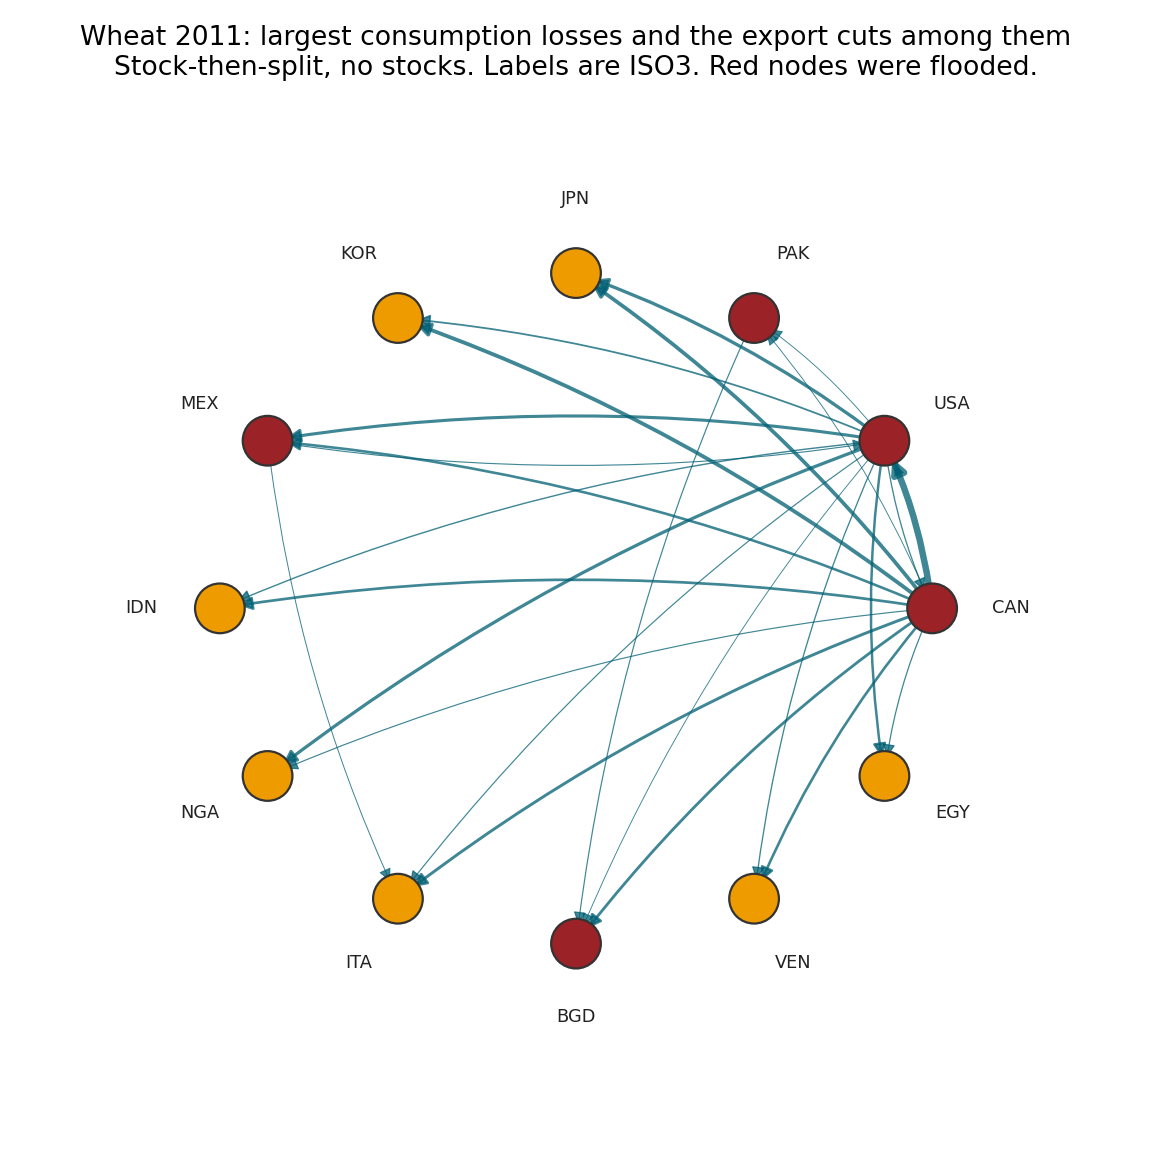 Wheat 2011: largest consumption losses and the export cuts among them
Stock-then-split, no stocks. Labels are ISO3. Red nodes were flooded.
JPN
KOR
PAK
MEX
USA
IDN
CAN
NGA
EGY
ITA
VEN
BGD